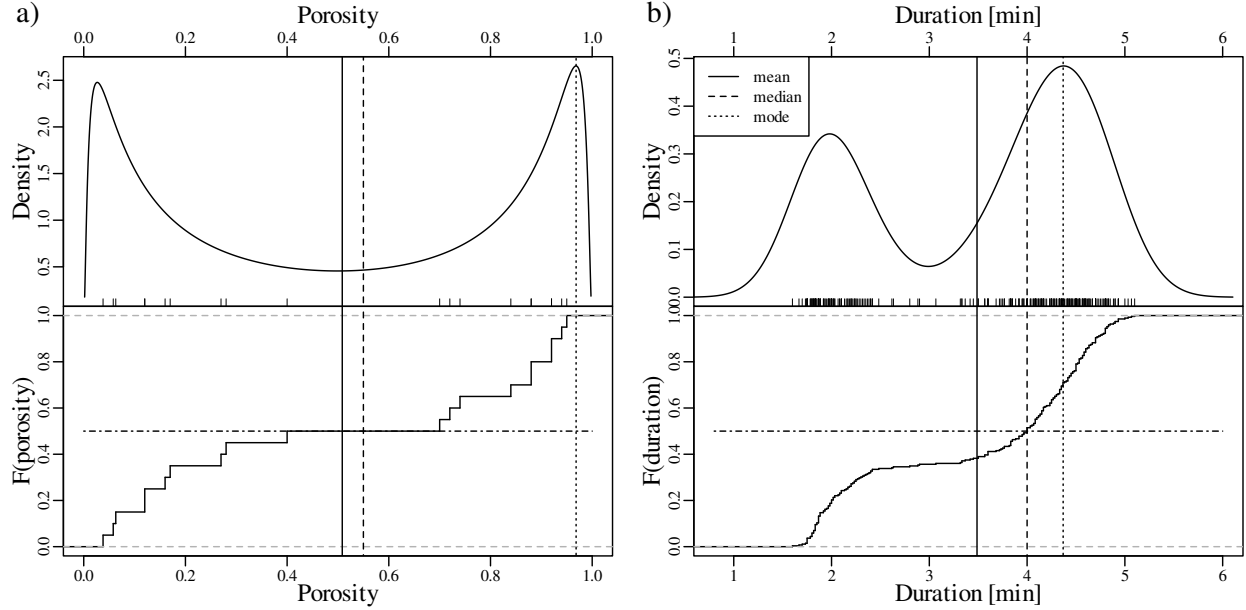 a)
Porosity
0.0 0.2 0.4 0.6 0.8 1.0
Density
0.5 1.0 1.5 2.0 2.5
F(porosity)
0.0 0.2 0.4 0.6 0.8 1.0
0.0 0.2 0.4 0.6 0.8 1.0
Porosity
b)
Duration [min]
1 2 3 4 5 6
mean
median
mode
Density
0.0 0.1 0.2 0.3 0.4 0.5
F(duration)
0.0 0.2 0.4 0.6 0.8 1.0
1 2 3 4 5 6
Duration [min]